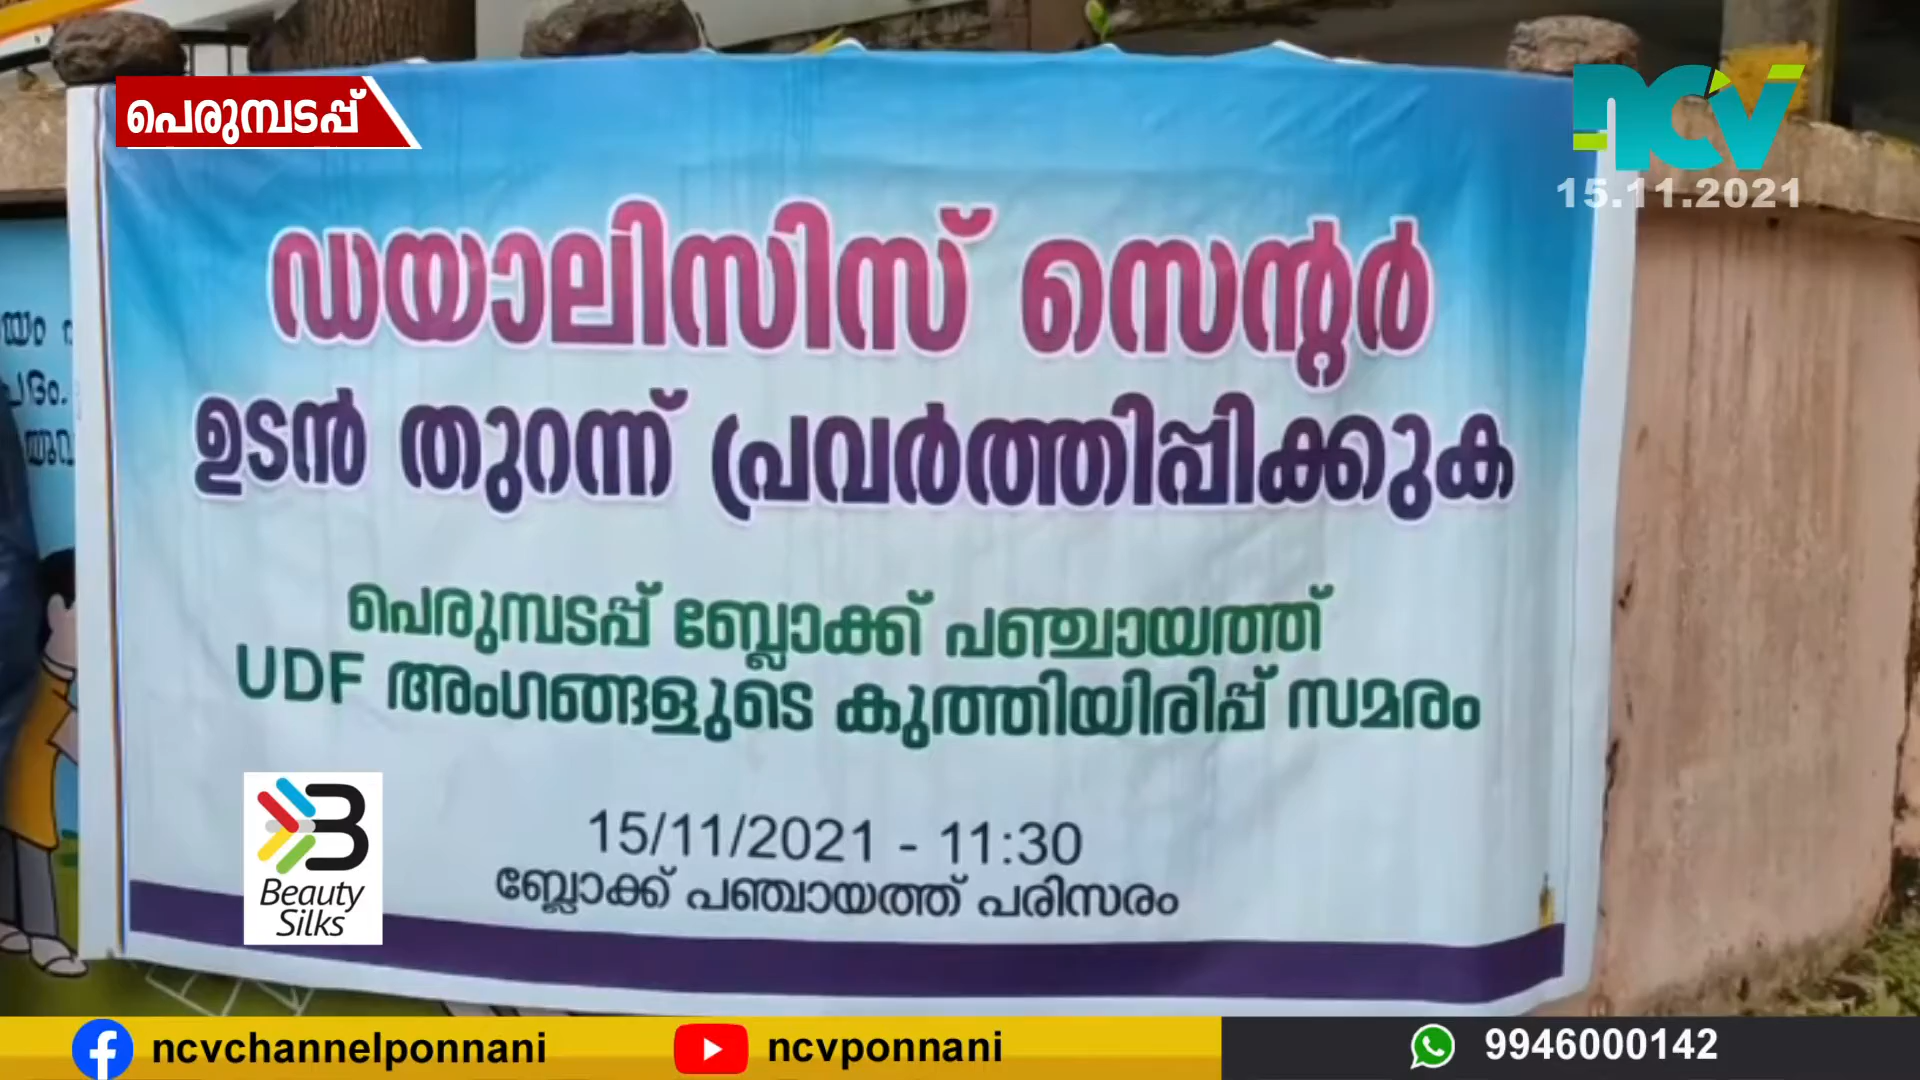 പെരുമ്പടപ്പ്
ncv
15.11.2021
ഡയാലിസിസ് സെന്റർ
ഉടൻ തുറന്ന് പ്രവർത്തിപ്പിക്കുക
പെരുമ്പടപ്പ് ബ്ലോക്ക് പഞ്ചായത്ത്
UDF അംഗങ്ങളുടെ കുത്തിയിരിപ്പ് സമരം
15/11/2021 - 11:30
ബ്ലോക്ക് പഞ്ചായത്ത് പരിസരം
B
Beauty
Silks
ncvchannelponnani
ncvponnani
9946000142